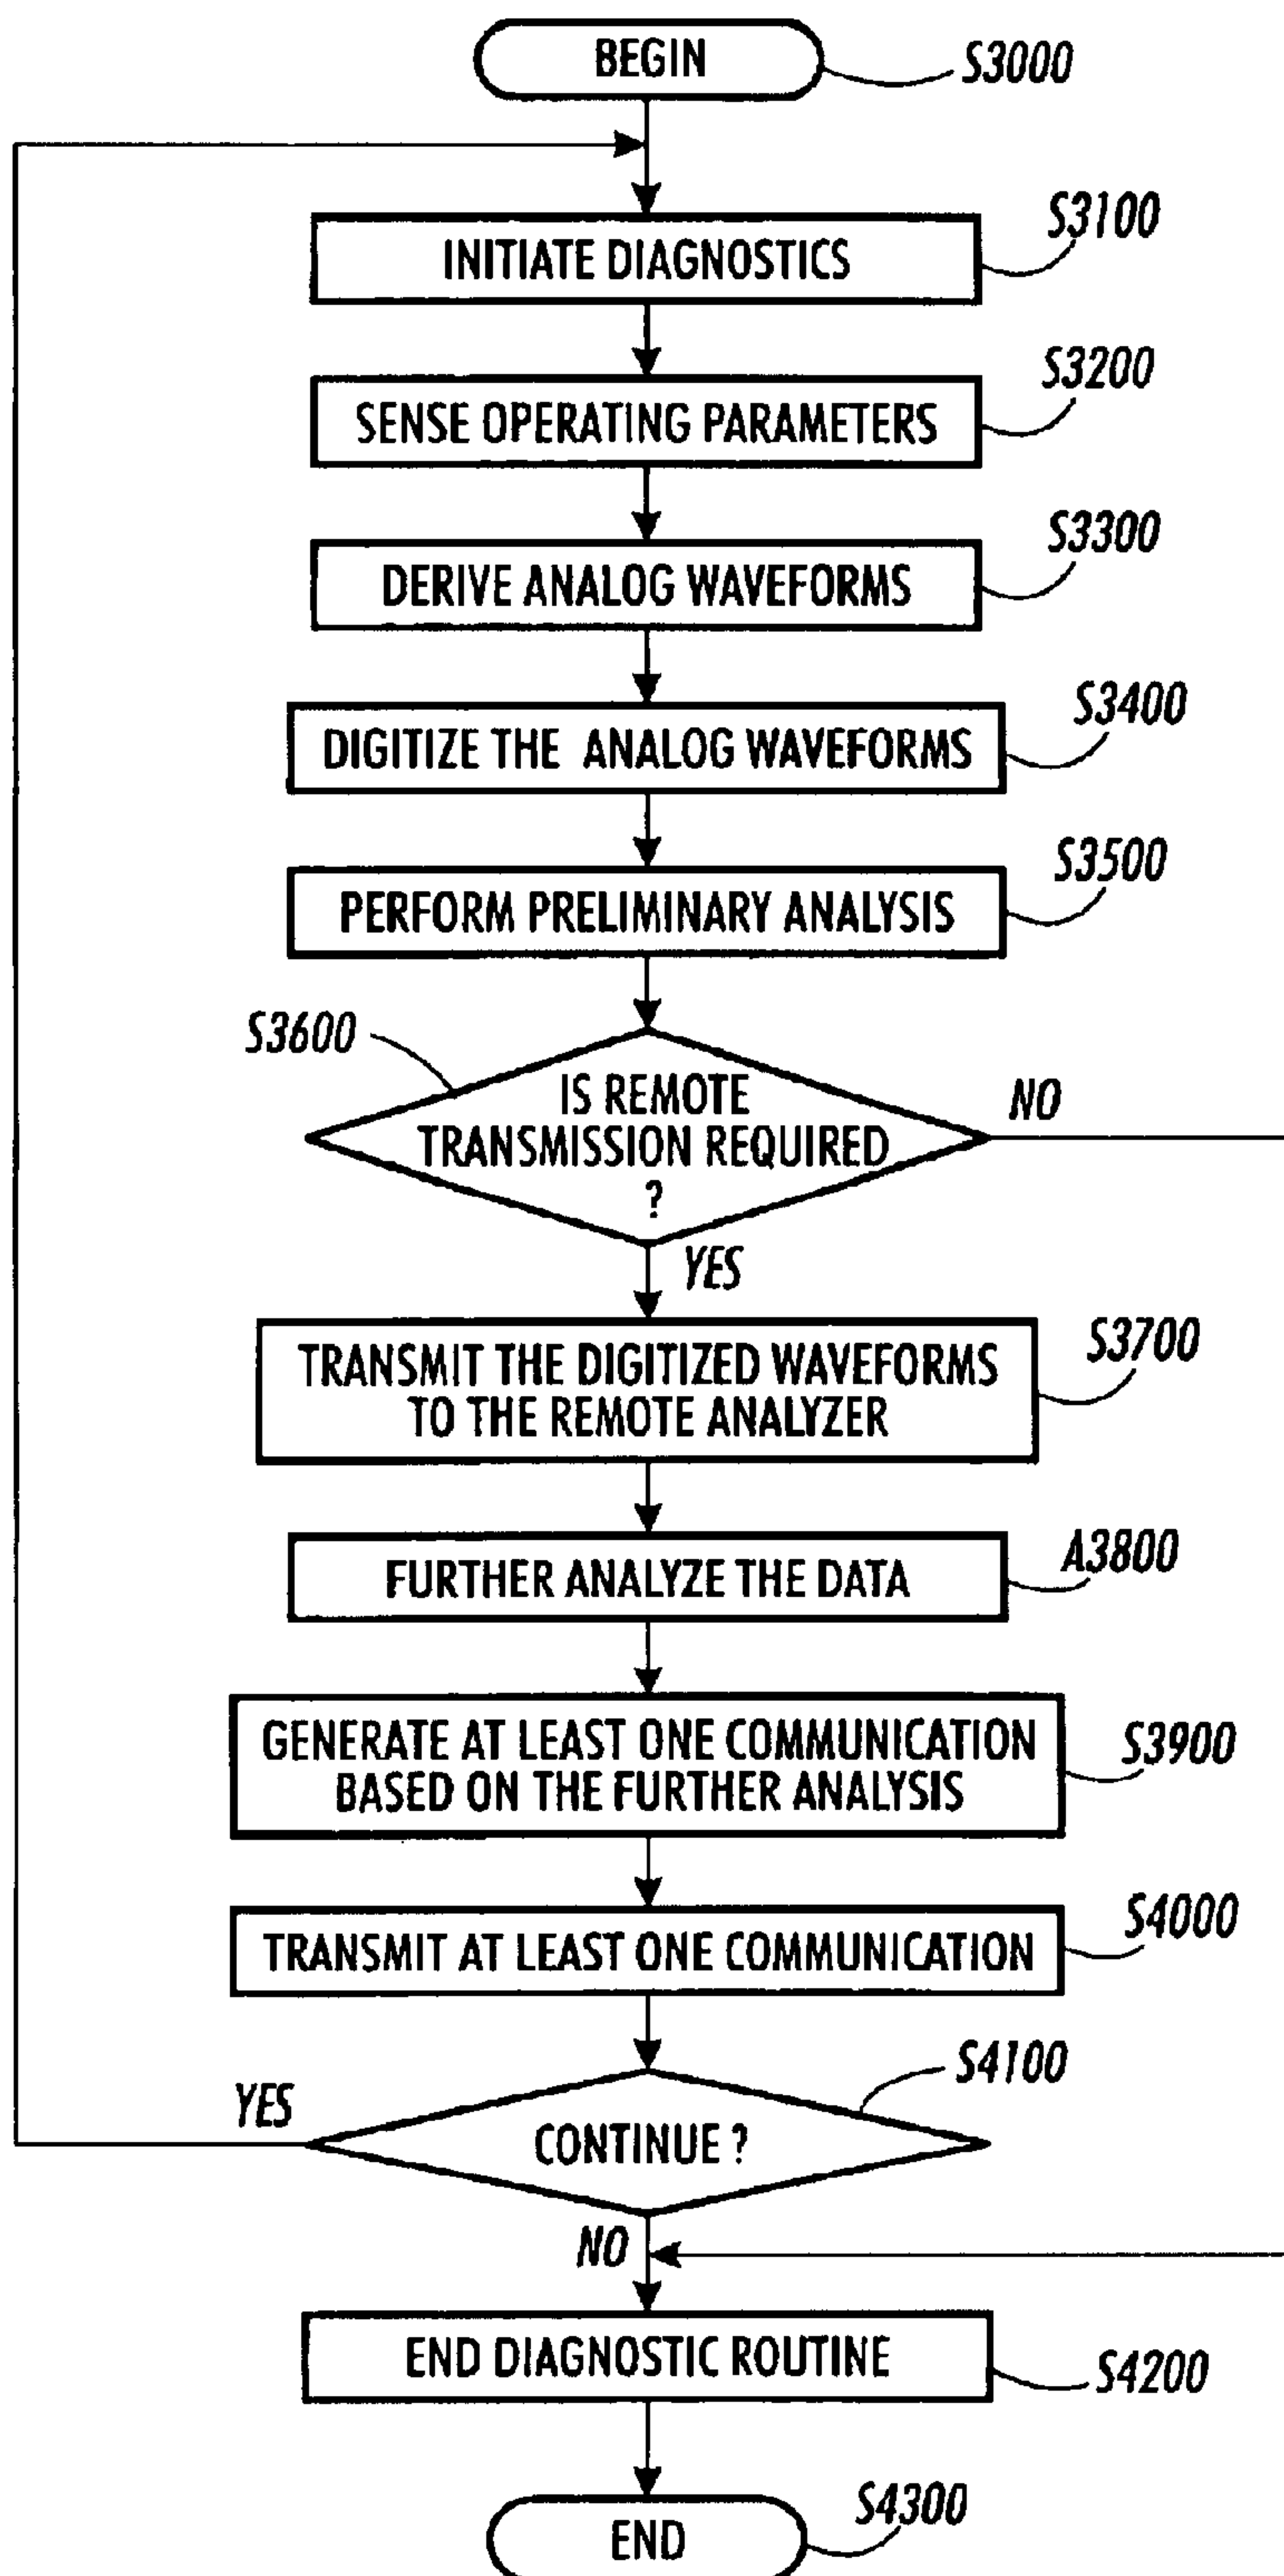 BEGIN
S3000
S3100
INITIATE DIAGNOSTICS
S3200
SENSE OPERATING PARAMETERS
S3300
DERIVE ANALOG WAVEFORMS
S3400
DIGITIZE THE ANALOG WAVEFORMS
S3500
PERFORM PRELIMINARY ANALYSIS
S3600
IS REMOTE
TRANSMISSION REQUIRED
?
NO
YES
S3700
TRANSMIT THE DIGITIZED WAVEFORMS
TO THE REMOTE ANALYZER
A3800
FURTHER ANALYZE THE DATA
S3900
GENERATE AT LEAST ONE COMMUNICATION
BASED ON THE FURTHER ANALYSIS
S4000
TRANSMIT AT LEAST ONE COMMUNICATION
S4100
YES
CONTINUE ?
NO
END DIAGNOSTIC ROUTINE
S4200
S4300
END